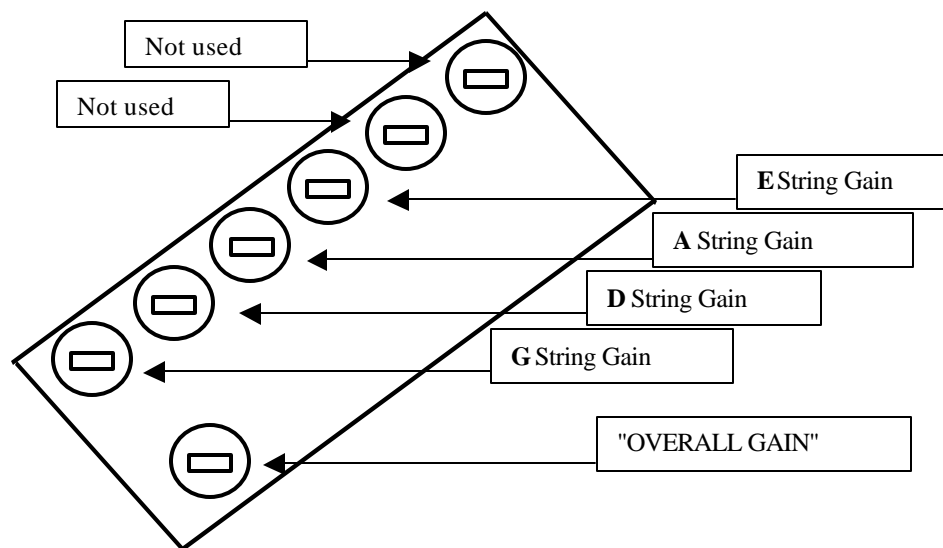 Not used
Not used
E String Gain
A String Gain
D String Gain
G String Gain
"OVERALL GAIN"